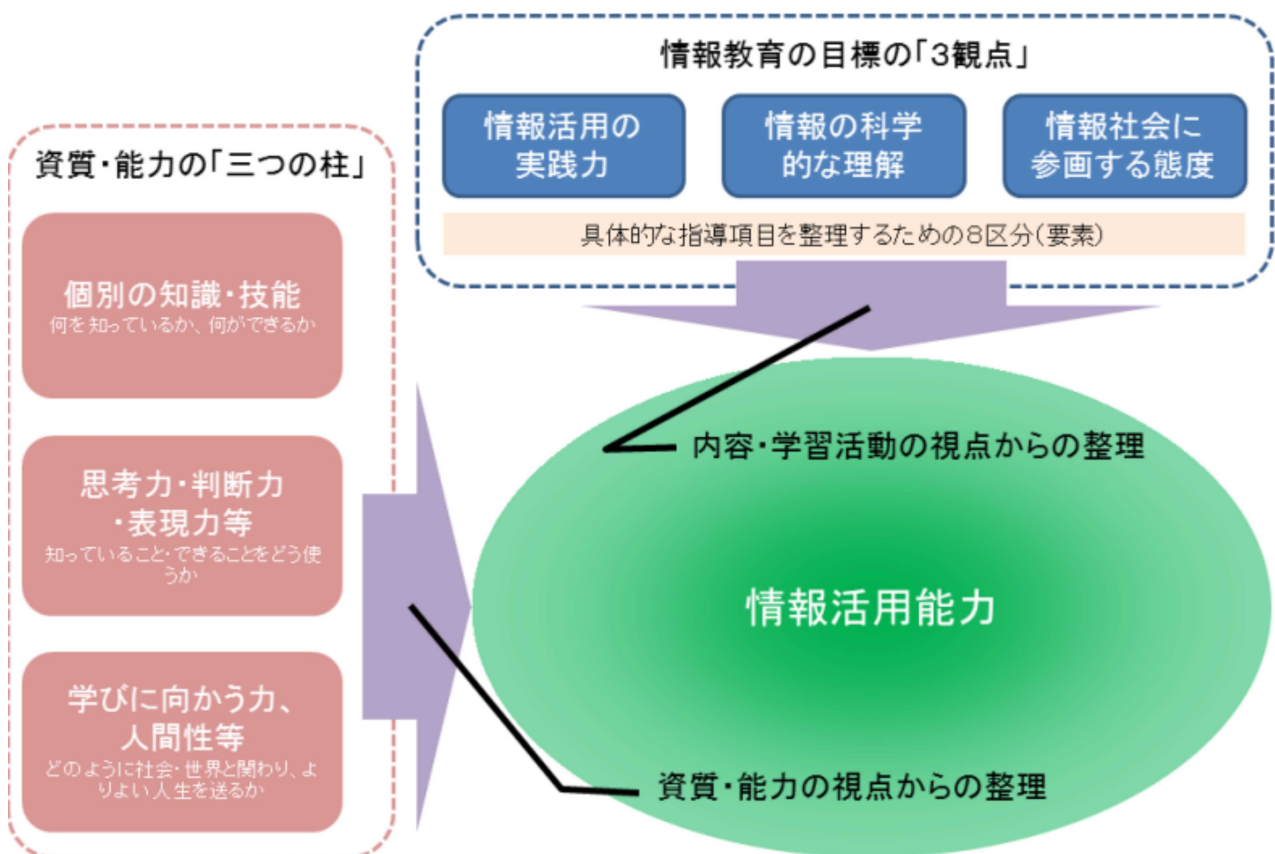 情報教育の目標の「3観点」
情報活用の
実践力
情報の科学
的な理解
情報社会に
参画する態度
具体的な指導項目を整理するための8区分(要素)
資質・能力の「三つの柱」
個別の知識・技能
何を知っているか、何ができるか
思考力・判断力
・表現力等
知っていること・できることをどう使
うか
学びに向かう力、
人間性等
どのように社会・世界と関わり、よ
りよい人生を送るか
内容・学習活動の視点からの整理
情報活用能力
資質・能力の視点からの整理